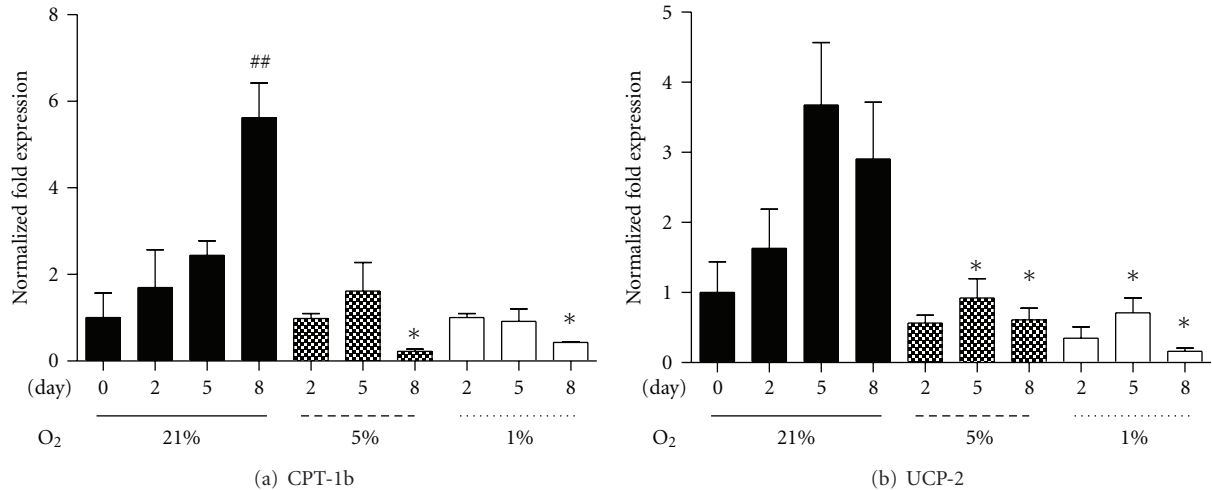 8
6
4
2
0
Normalized fold expression
##
*
*
(day) 0 2 5 8 2 5 8 2 5 8
O2 21% 5% 1%
(a) CPT-1b
5
4
3
2
1
0
Normalized fold expression
*
*
*
*
(day) 0 2 5 8 2 5 8 2 5 8
O2 21% 5% 1%
(b) UCP-2